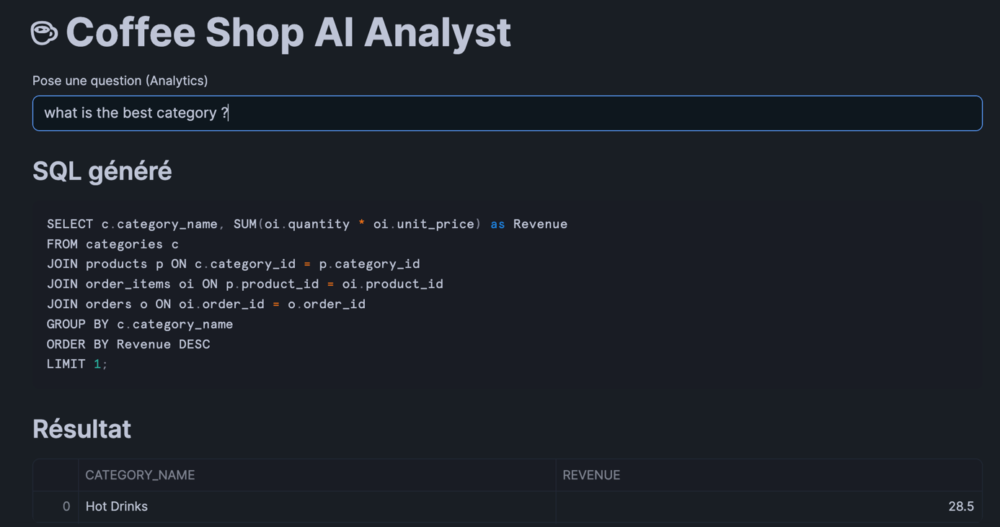 Coffee Shop AI Analyst
Pose une question (Analytics)
what is the best category ?
SQL généré
SELECT c.category_name, SUM(oi.quantity * oi.unit_price) as Revenue
FROM categories c
JOIN products p ON c.category_id = p.category_id
JOIN order_items oi ON p.product_id = oi.product_id
JOIN orders o ON oi.order_id = o.order_id
GROUP BY c.category_name
ORDER BY Revenue DESC
LIMIT 1;
Résultat
CATEGORY_NAME REVENUE
0 Hot Drinks 28.5